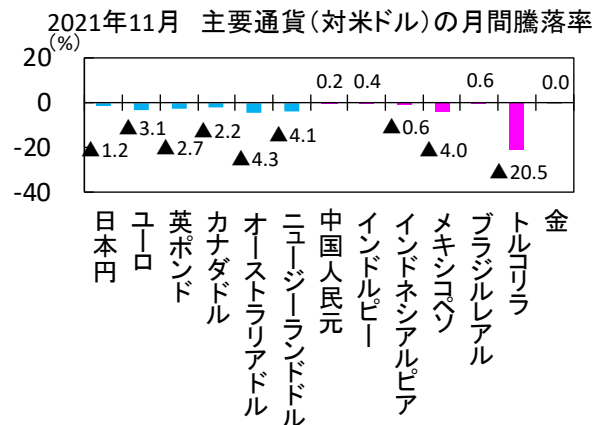 2021年11月 主要通貨(対米ドル)の月間騰落率
(%)
20
0
-20
-40
▲1.2
▲3.1
▲2.7
▲2.2
▲4.3
▲4.1
0.2
0.4
▲0.6
▲4.0
0.6
▲20.5
0.0
日本円
ユーロ
英ポンド
カナダドル
オーストラリアドル
ニュージーランドドル
中国人民元
インドルピー
インドネシアルピア
メキシコペソ
ブラジルレアル
トルコリラ
金